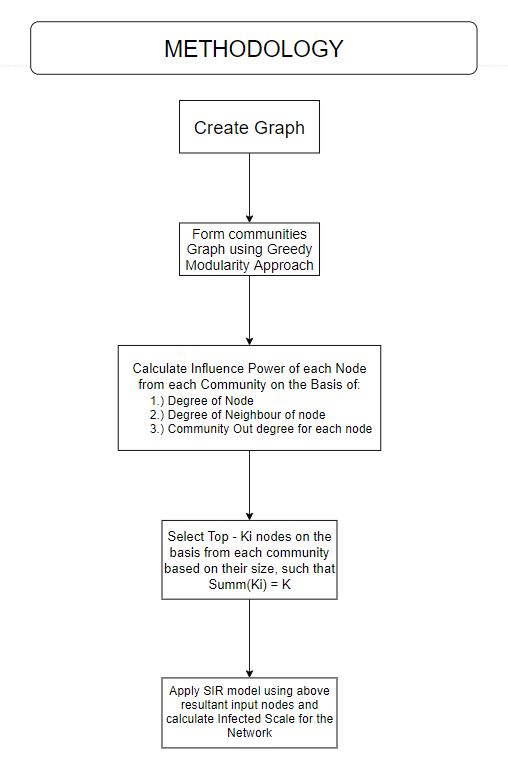 METHODOLOGY
Create Graph
Form communities
Graph using Greedy
Modularity Approach
Calculate Influence Power of each Node
from each Community on the Basis of:
1.) Degree of Node
2.) Degree of Neighbour of node
3.) Community Out degree for each node
Select Top - Ki nodes on the
basis from each community
based on their size, such that
Summ(Ki) = K
Apply SIR model using above
resultant input nodes and
calculate Infected Scale for the
Network